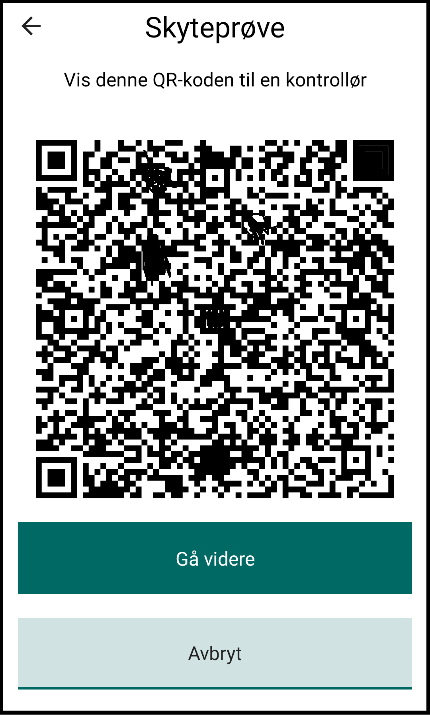 Skyteprøve
Vis denne QR-koden til en kontrollør
Gå videre
Avbryt